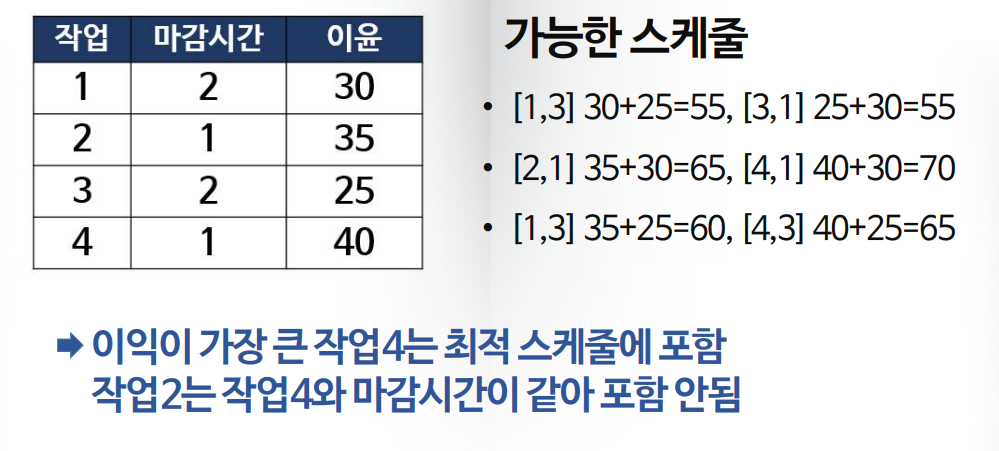 작업 마감시간 이윤
1 2 30
2 1 35
3 2 25
4 1 40
가능한 스케줄
• [1,3] 30+25=55, [3,1] 25+30=55
• [2,1] 35+30=65, [4,1] 40+30=70
• [1,3] 35+25=60, [4,3] 40+25=65
➡ 이익이 가장 큰 작업4는 최적 스케줄에 포함
작업2는 작업4와 마감시간이 같아 포함 안됨